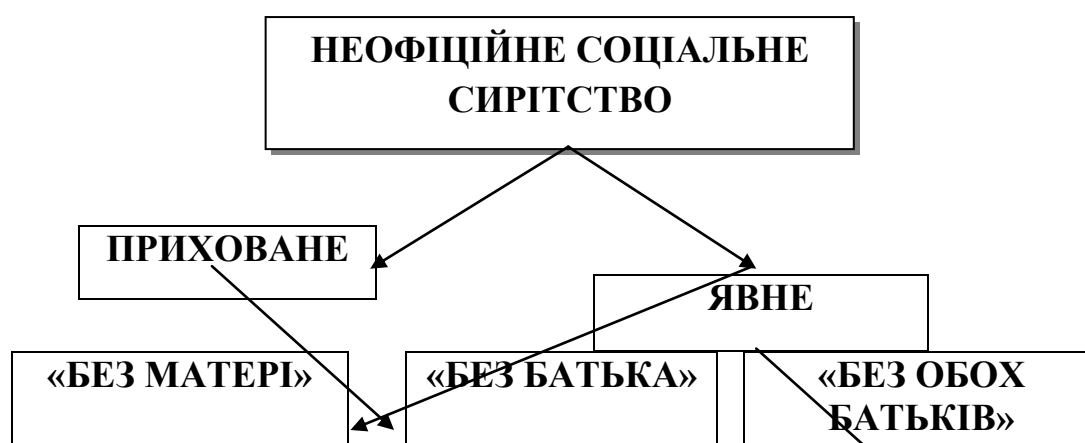 НЕОФІЦІЙНЕ СОЦІАЛЬНЕ
СИРІТСТВО
ПРИХОВАНЕ
ЯВНЕ
«БЕЗ МАТЕРІ»
«БЕЗ БАТЬКА»
«БЕЗ ОБОХ
БАТЬКІВ»